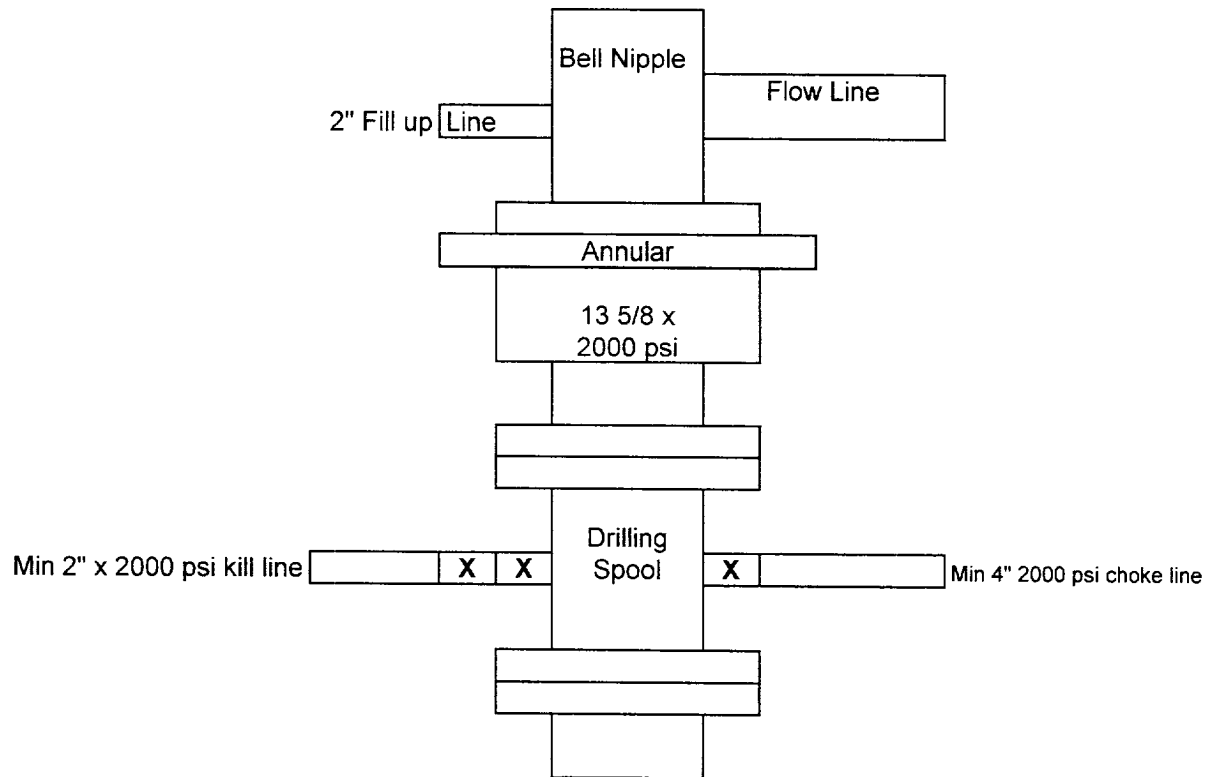 Bell Nipple
Flow Line
2" Fill up Line
Annular
13 5/8 x
2000 psi
Drilling
Spool
Min 2" x 2000 psi kill line
X X
X
Min 4" 2000 psi choke line